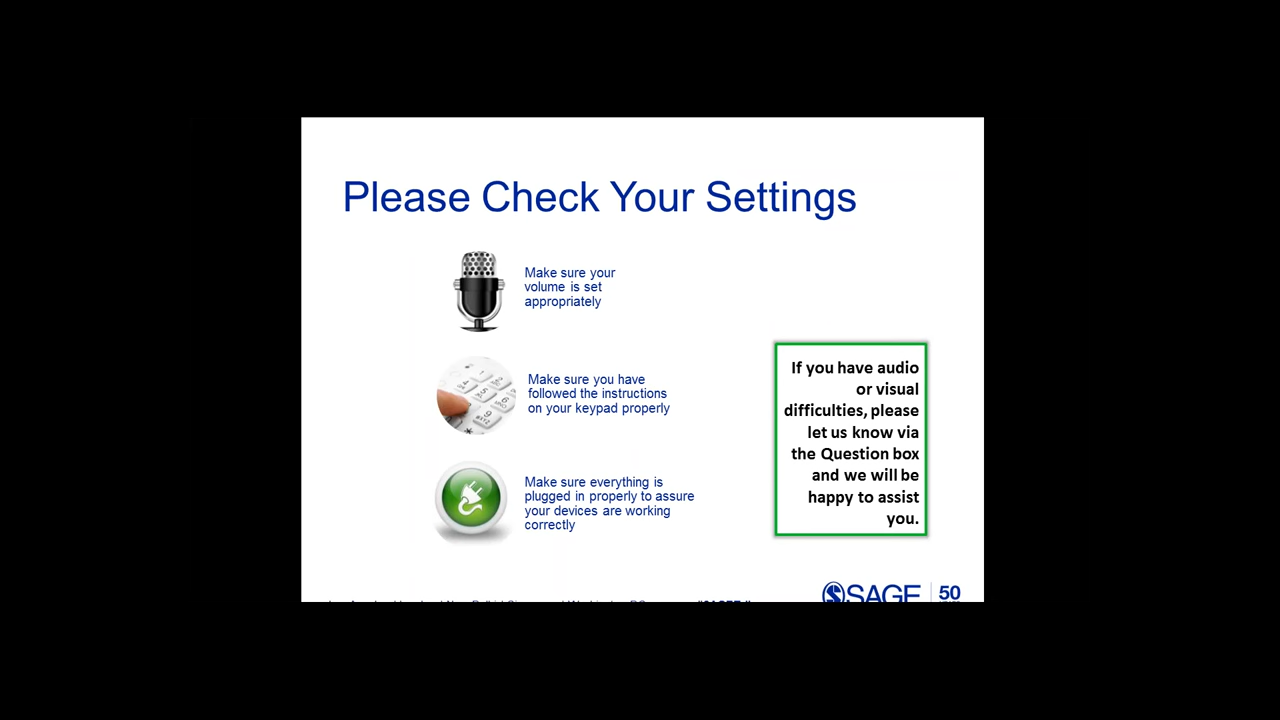 Please Check Your Settings
Make sure your
volume is set
appropriately
Make sure you have
followed the instructions
on your keypad properly
Make sure everything is
plugged in properly to assure
your devices are working
correctly
If you have audio
or visual
difficulties, please
let us know via
the Question box
and we will be
happy to assist
you.
SAGE 50